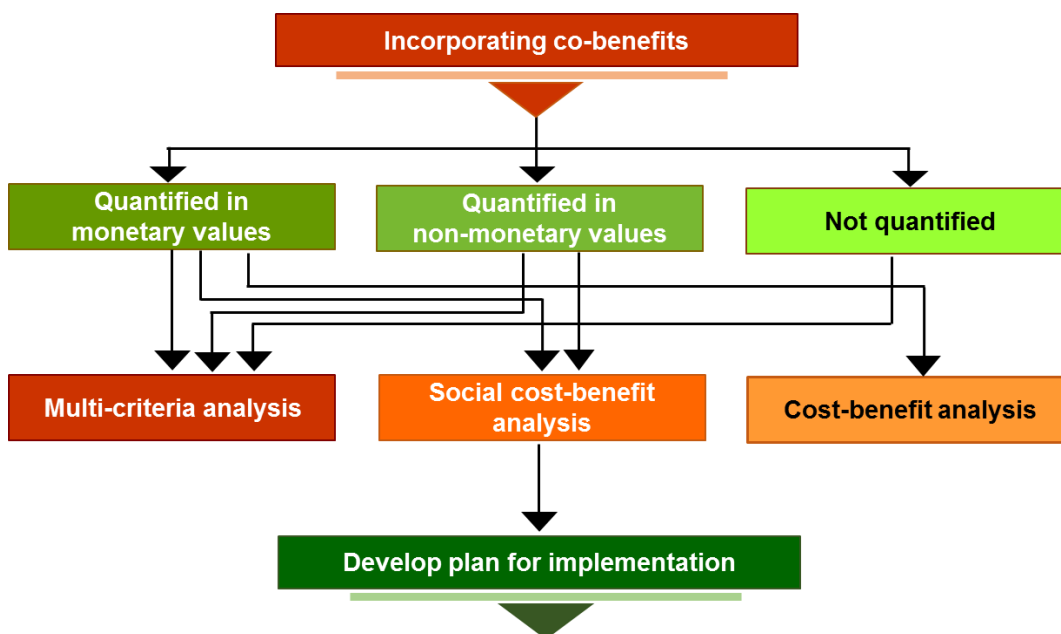 Incorporating co-benefits
Quantified in
monetary values
Quantified in
non-monetary values
Not quantified
Multi-criteria analysis
Social cost-benefit
analysis
Cost-benefit analysis
Develop plan for implementation